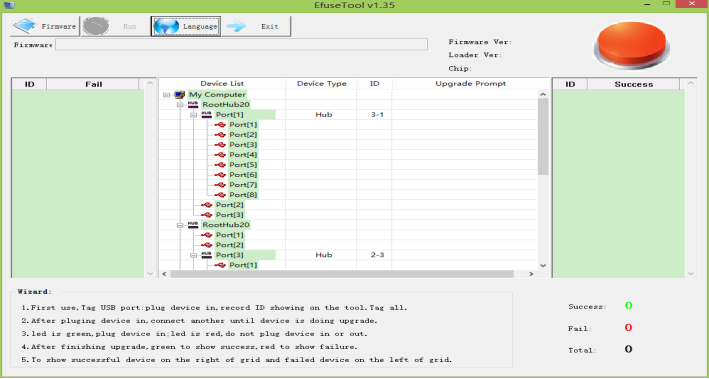 EfuseTool v1.35
Firmware Run Language Exit
Firmware
Firmware Ver:
Loader Ver:
Chip:
ID Fail
Device List Device Type ID Upgrade Prompt
ID Success
My Computer
RootHub20
Port[1] Hub 3-1
Port[1]
Port[2]
Port[3]
Port[4]
Port[5]
Port[6]
Port[7]
Port[8]
Port[2]
Port[3]
RootHub20
Port[1]
Port[2]
Port[3] Hub 2-3
Port[1]
Wizard:
1.First use,Tag USB port:plug device in,record ID showing on the tool.Tag all.
2.After pluging device in,connect another until device is doing upgrade.
3.led is green,plug device in;led is red,do not plug device in or out.
4.After finishing upgrade,green to show success,red to show failure.
5.To show successful device on the right of grid and failed device on the left of grid.
Success: 0
Fail: 0
Total: 0